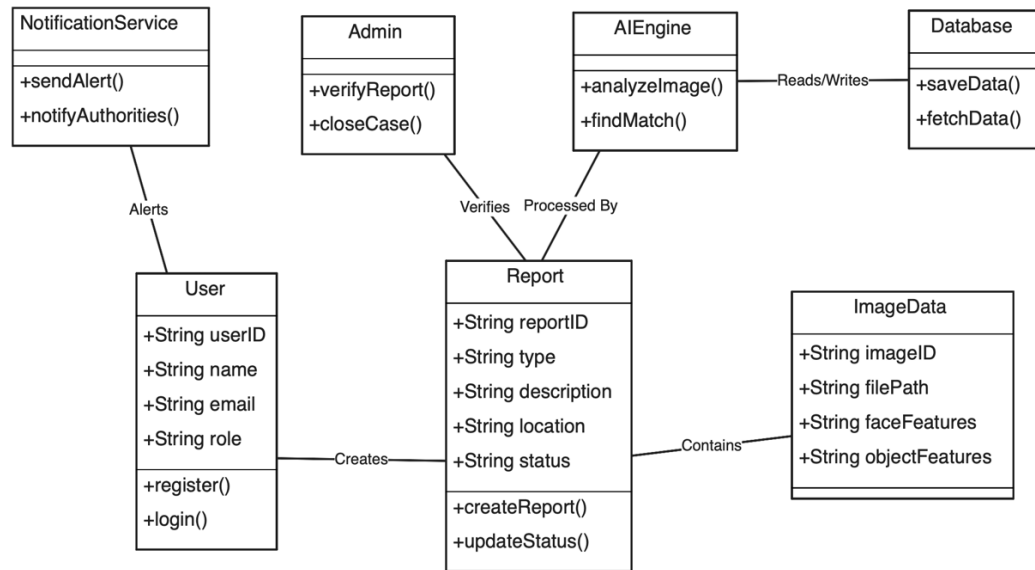 NotificationService
+sendAlert()
+notifyAuthorities()
Admin
+verifyReport()
+closeCase()
AIEngine
+analyzeImage()
+findMatch()
Reads/Writes
Database
+saveData()
+fetchData()
Alerts
Verifies
Processed By
User
+String userID
+String name
+String email
+String role
+register()
+login()
Creates
Report
+String reportID
+String type
+String description
+String location
+String status
+createReport()
+updateStatus()
Contains
ImageData
+String imageID
+String filePath
+String faceFeatures
+String objectFeatures